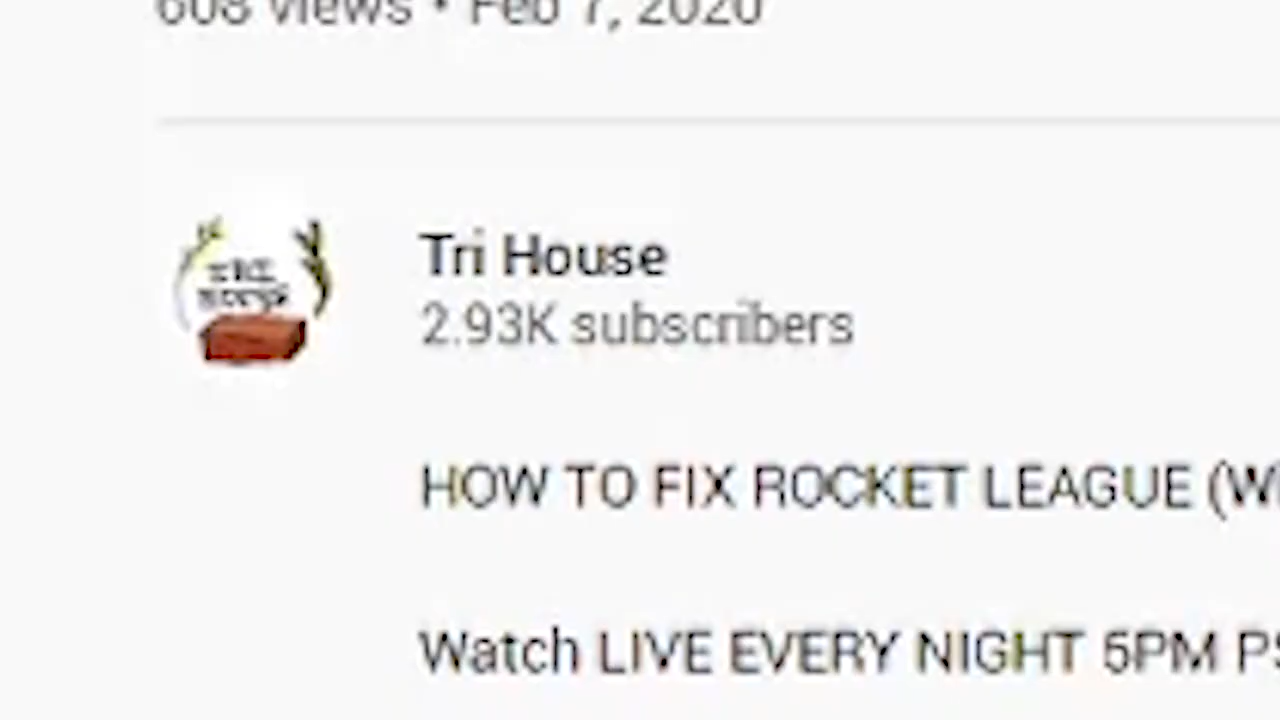 608 views • Feb 7, 2020
Tri House
2.93K subscribers
HOW TO FIX ROCKET LEAGUE (W
Watch LIVE EVERY NIGHT 5PM PS